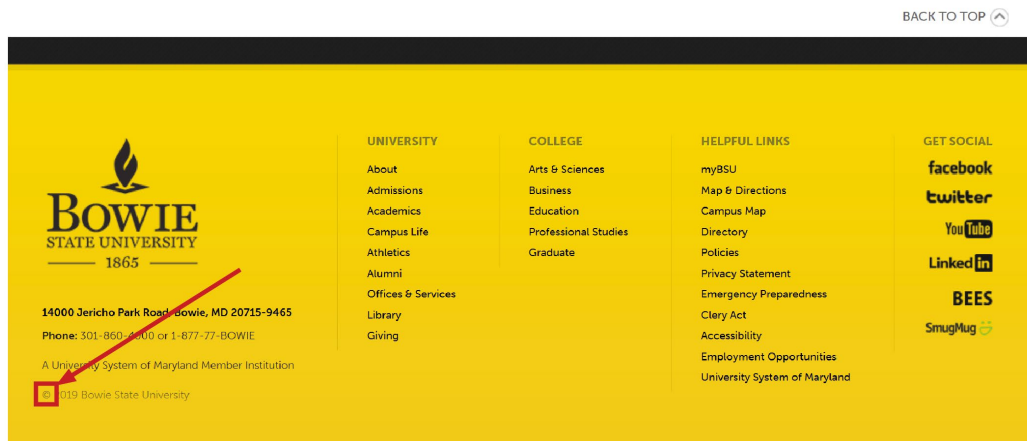 BACK TO TOP
BOWIE
STATE UNIVERSITY
1865
14000 Jericho Park Road, Bowie, MD 20715-9465
Phone: 301-860-4000 or 1-877-77-BOWIE
A University System of Maryland Member Institution
© 2019 Bowie State University
UNIVERSITY
About
Admissions
Academics
Campus Life
Athletics
Alumni
Offices & Services
Library
Giving
COLLEGE
Arts & Sciences
Business
Education
Professional Studies
Graduate
HELPFUL LINKS
myBSU
Map & Directions
Campus Map
Directory
Policies
Privacy Statement
Emergency Preparedness
Clery Act
Accessibility
Employment Opportunities
University System of Maryland
GET SOCIAL
facebook
twitter
YouTube
Linked in
BEES
SmugMug